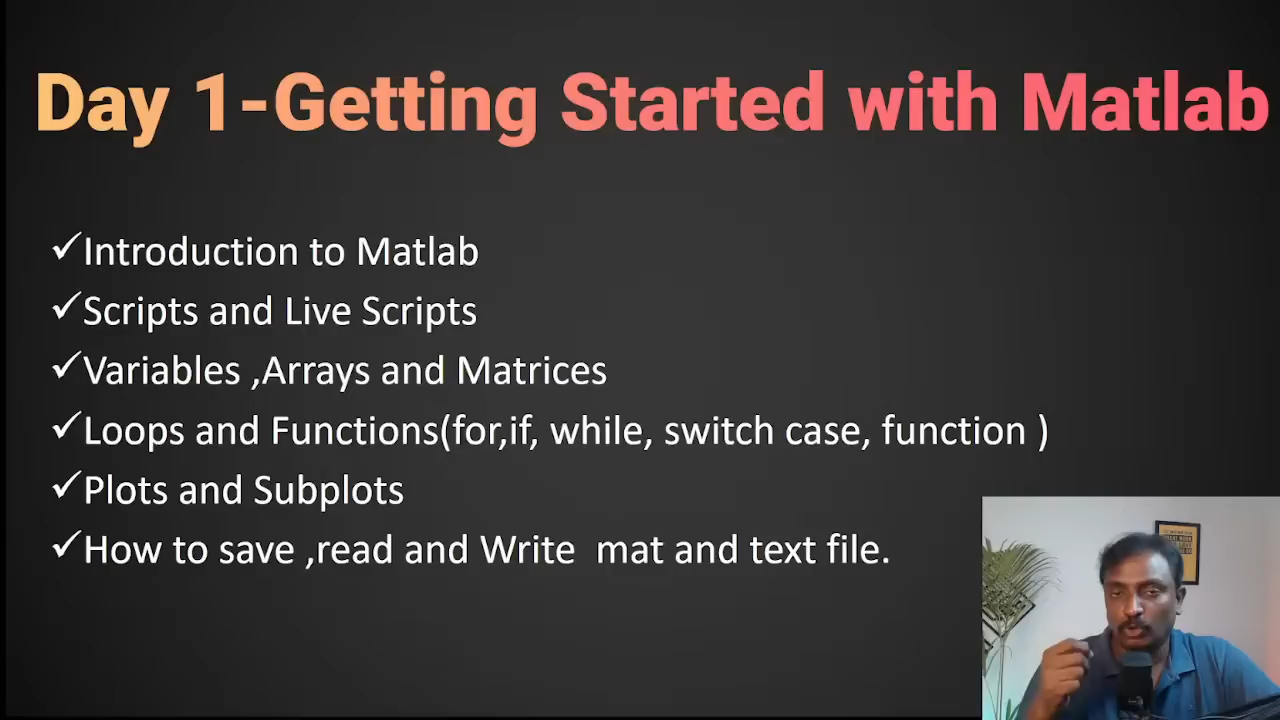 Day 1-Getting Started with Matlab
✓Introduction to Matlab
✓Scripts and Live Scripts
✓Variables ,Arrays and Matrices
✓Loops and Functions(for,if, while, switch case, function )
✓Plots and Subplots
✓How to save ,read and Write  mat and text file.